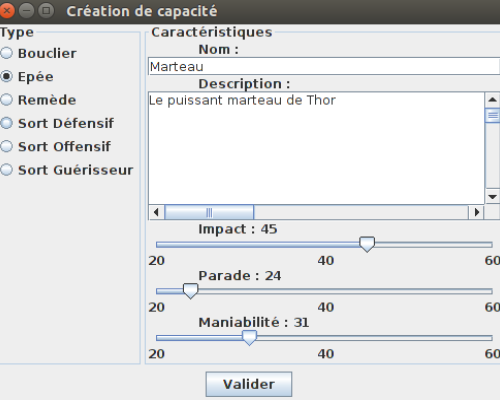 Création de capacité
Type
Bouclier
Epée
Remède
Sort Défensif
Sort Offensif
Sort Guérisseur
Caractéristiques
Nom :
Marteau
Description :
Le puissant marteau de Thor
Impact : 45
20 40 60
Parade : 24
20 40 60
Maniabilité : 31
20 40 60
Valider